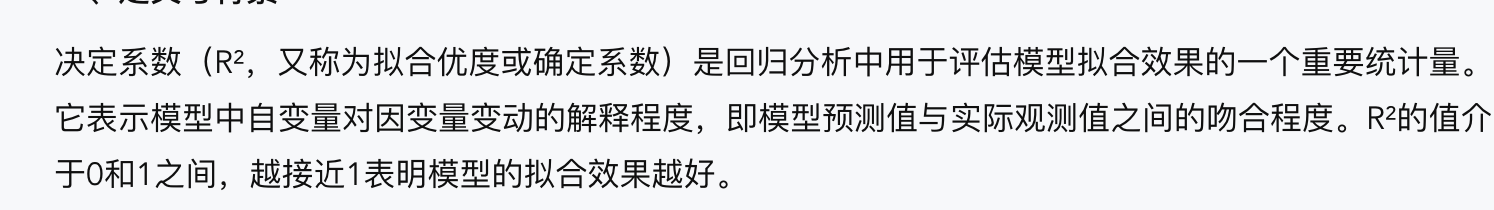 决定系数（R²，又称为拟合优度或确定系数）是回归分析中用于评估模型拟合效果的一个重要统计量。
它表示模型中自变量对因变量变动的解释程度，即模型预测值与实际观测值之间的吻合程度。R²的值介
于0和1之间，越接近1表明模型的拟合效果越好。